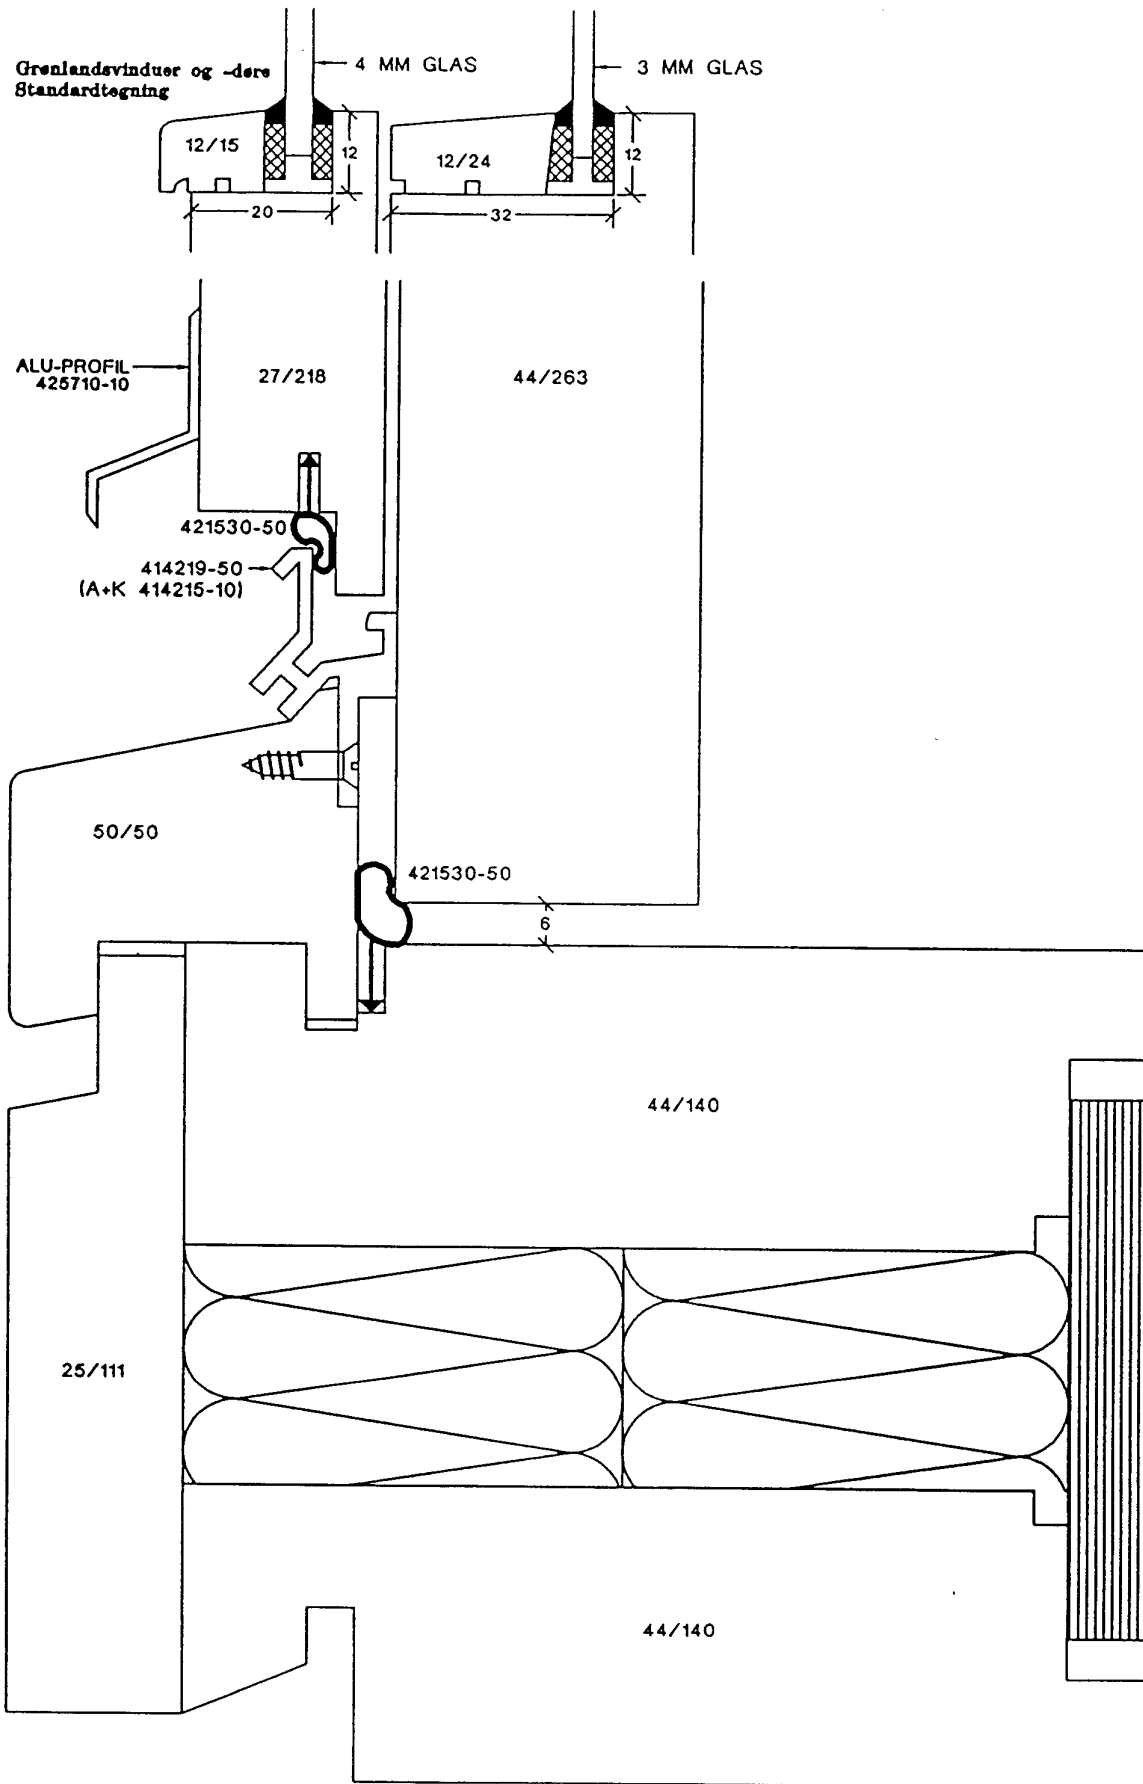 Grønlandsvinduer og -døre
Standardtegning
4 MM GLAS
3 MM GLAS
12/15
12
12/24
12
20
32
ALU-PROFIL
425710-10
27/218
44/263
421530-50
414219-50
(A+K 414215-10)
50/50
421530-50
6
44/140
25/111
44/140